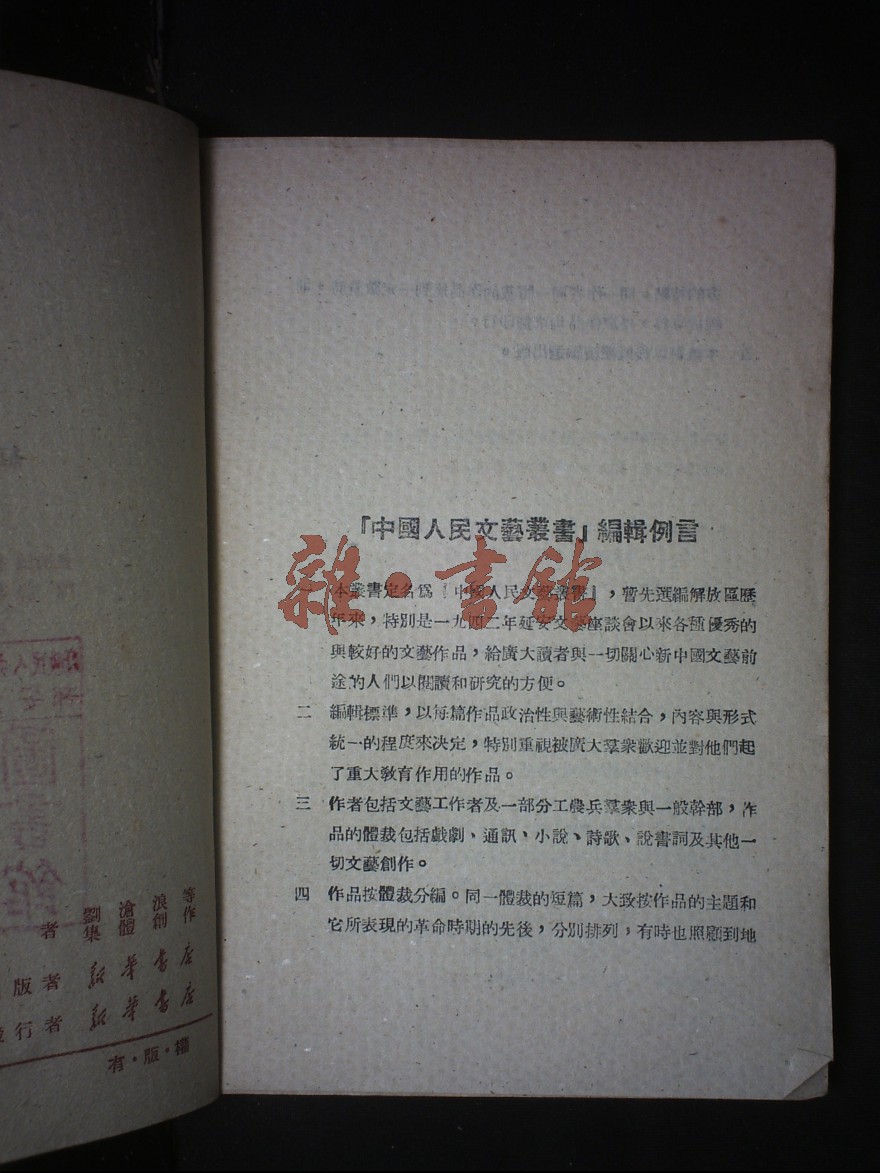 『中國人民文藝叢書』編輯例言
本叢書定名爲『中國人民文藝叢書』，暫先選編解放區歷
年來，特別是一九四二年延安文藝座談會以來各種優秀的
與較好的文藝作品，給廣大讀者與一切關心新中國文藝前
途的人們以閱讀和研究的方便。
二 編輯標準，以每篇作品政治性與藝術性結合，內容與形式
統一的程度來决定，特別重視被廣大羣衆歡迎並對他們起
了重大敎育作用的作品。
三 作者包括文藝工作者及一部分工農兵羣衆與一般幹部，作
品的體裁包括戲劇、通訊、小說、詩歌、說書詞及其他一
切文藝創作。
四 作品按體裁分編。同一體裁的短篇，大致按作品的主題和
它所表現的革命時期的先後，分別排列，有時也照顧到地
雜·書館
劉滄浪等
者 集體創作
版者 新華書店
行者 新華書店
有·版·權